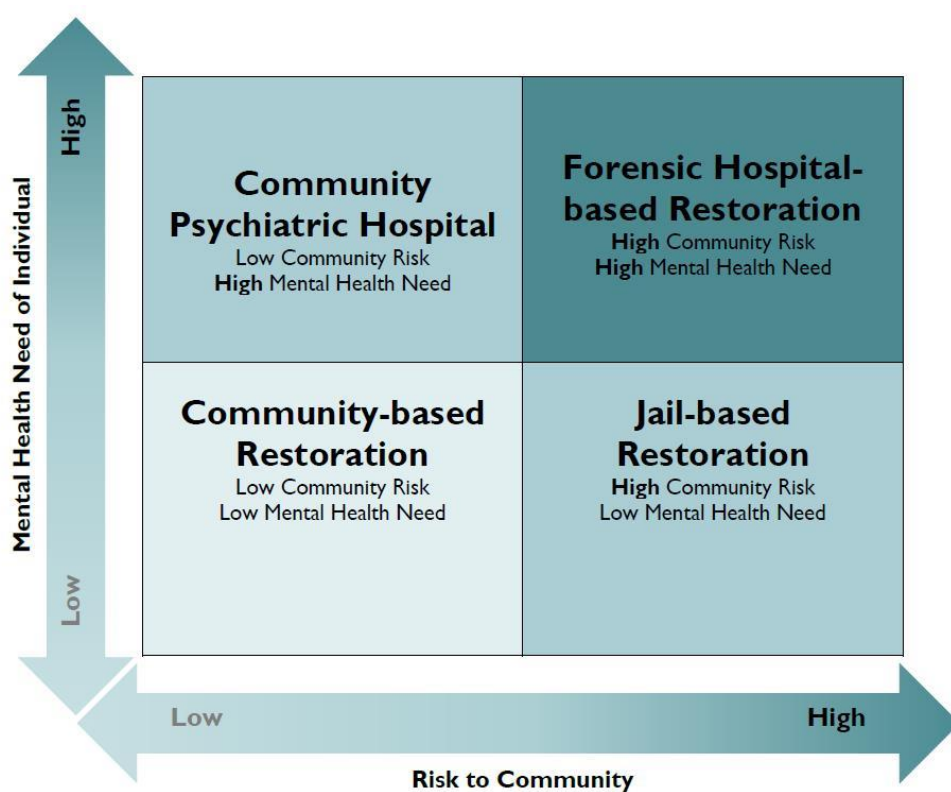 High
Mental Health Need of Individual
Low
Community
Psychiatric Hospital
Low Community Risk
High Mental Health Need
Forensic Hospital-
based Restoration
High Community Risk
High Mental Health Need
Community-based
Restoration
Low Community Risk
Low Mental Health Need
Jail-based
Restoration
High Community Risk
Low Mental Health Need
Low
High
Risk to Community